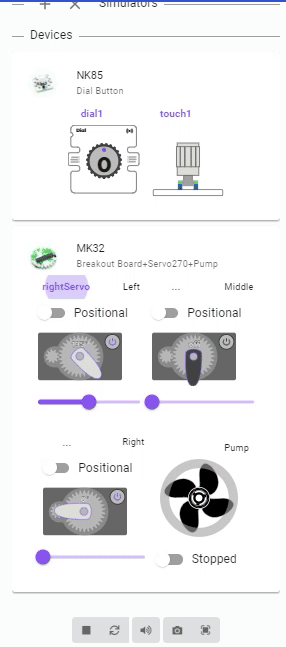 Simulators
Devices
NK85
Dial Button
dial1 touch1
Dial
0
MK32
Breakout Board+Servo270+Pump
rightServo Left ... Middle
Positional Positional
... Right
Pump
Positional
Stopped